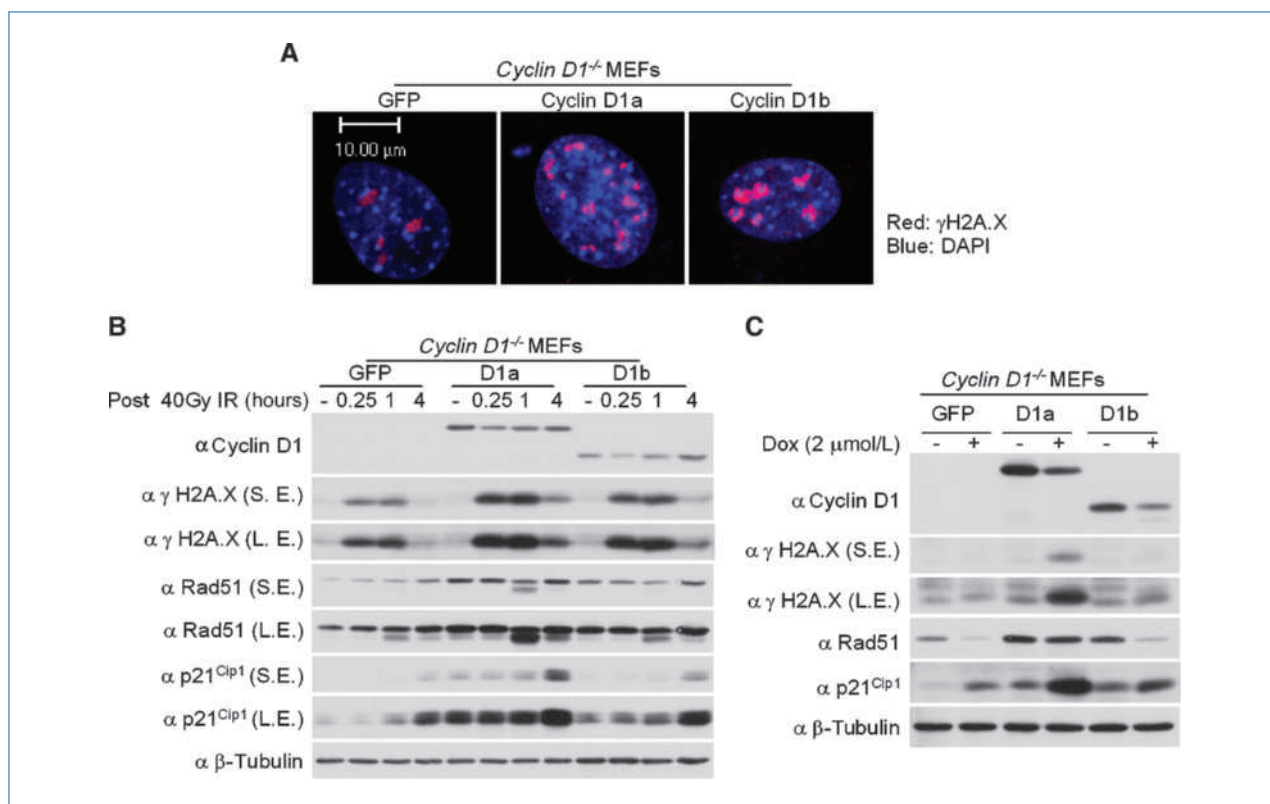 A
Cyclin D1-/- MEFs
GFP Cyclin D1a Cyclin D1b
10.00 μm
Red: γH2A.X
Blue: DAPI
B
Cyclin D1-/- MEFs
GFP D1a D1b
Post 40Gy IR (hours) - 0.25 1 4 - 0.25 1 4 - 0.25 1 4
α Cyclin D1
α γ H2A.X (S. E.)
α γ H2A.X (L. E.)
α Rad51 (S.E.)
α Rad51 (L.E.)
α p21Cip1 (S.E.)
α p21Cip1 (L.E.)
α β-Tubulin
C
Cyclin D1-/- MEFs
GFP D1a D1b
Dox (2 μmol/L) - + - + - +
α Cyclin D1
α γ H2A.X (S.E.)
α γ H2A.X (L.E.)
α Rad51
α p21Cip1
α β-Tubulin